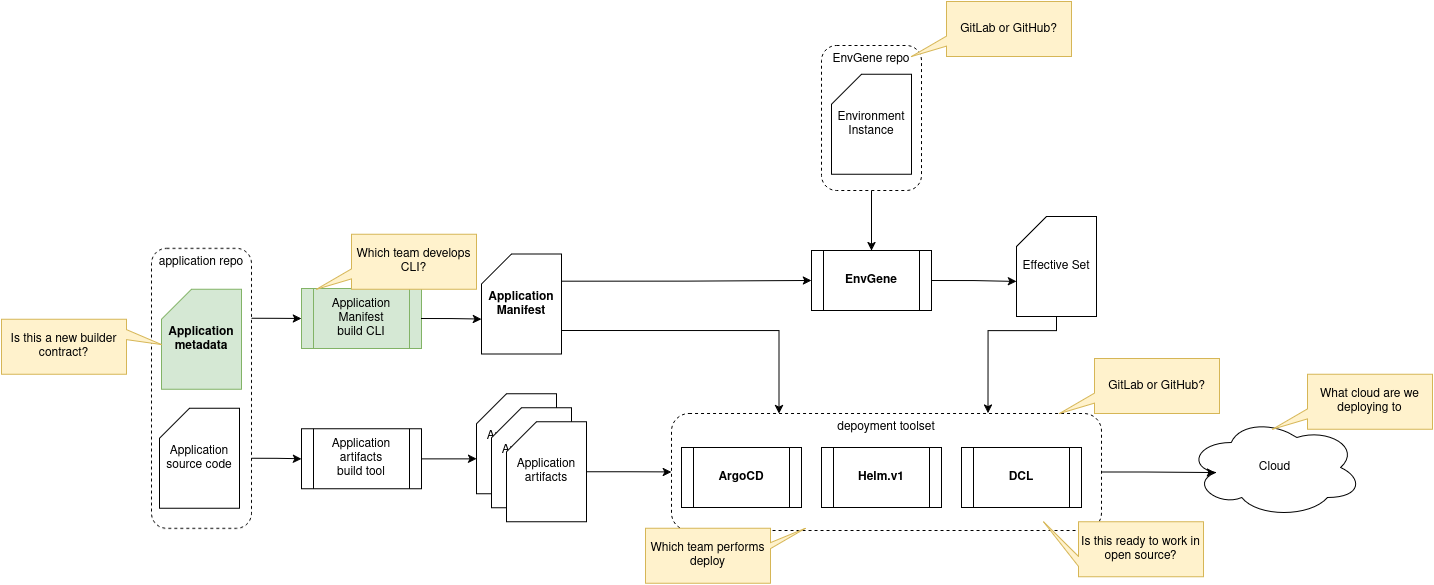 GitLab or GitHub?
EnvGene repo
Environment
Instance
Which team develops
CLI?
application repo
Application
metadata
Is this a new builder
contract?
Application
Manifest
build CLI
Application
Manifest
EnvGene
Effective Set
GitLab or GitHub?
What cloud are we
deploying to
Application
source code
Application
artifacts
build tool
A
A
Application
artifacts
depoyment toolset
ArgoCD
Helm.v1
DCL
Cloud
Which team performs
deploy
Is this ready to work in
open source?